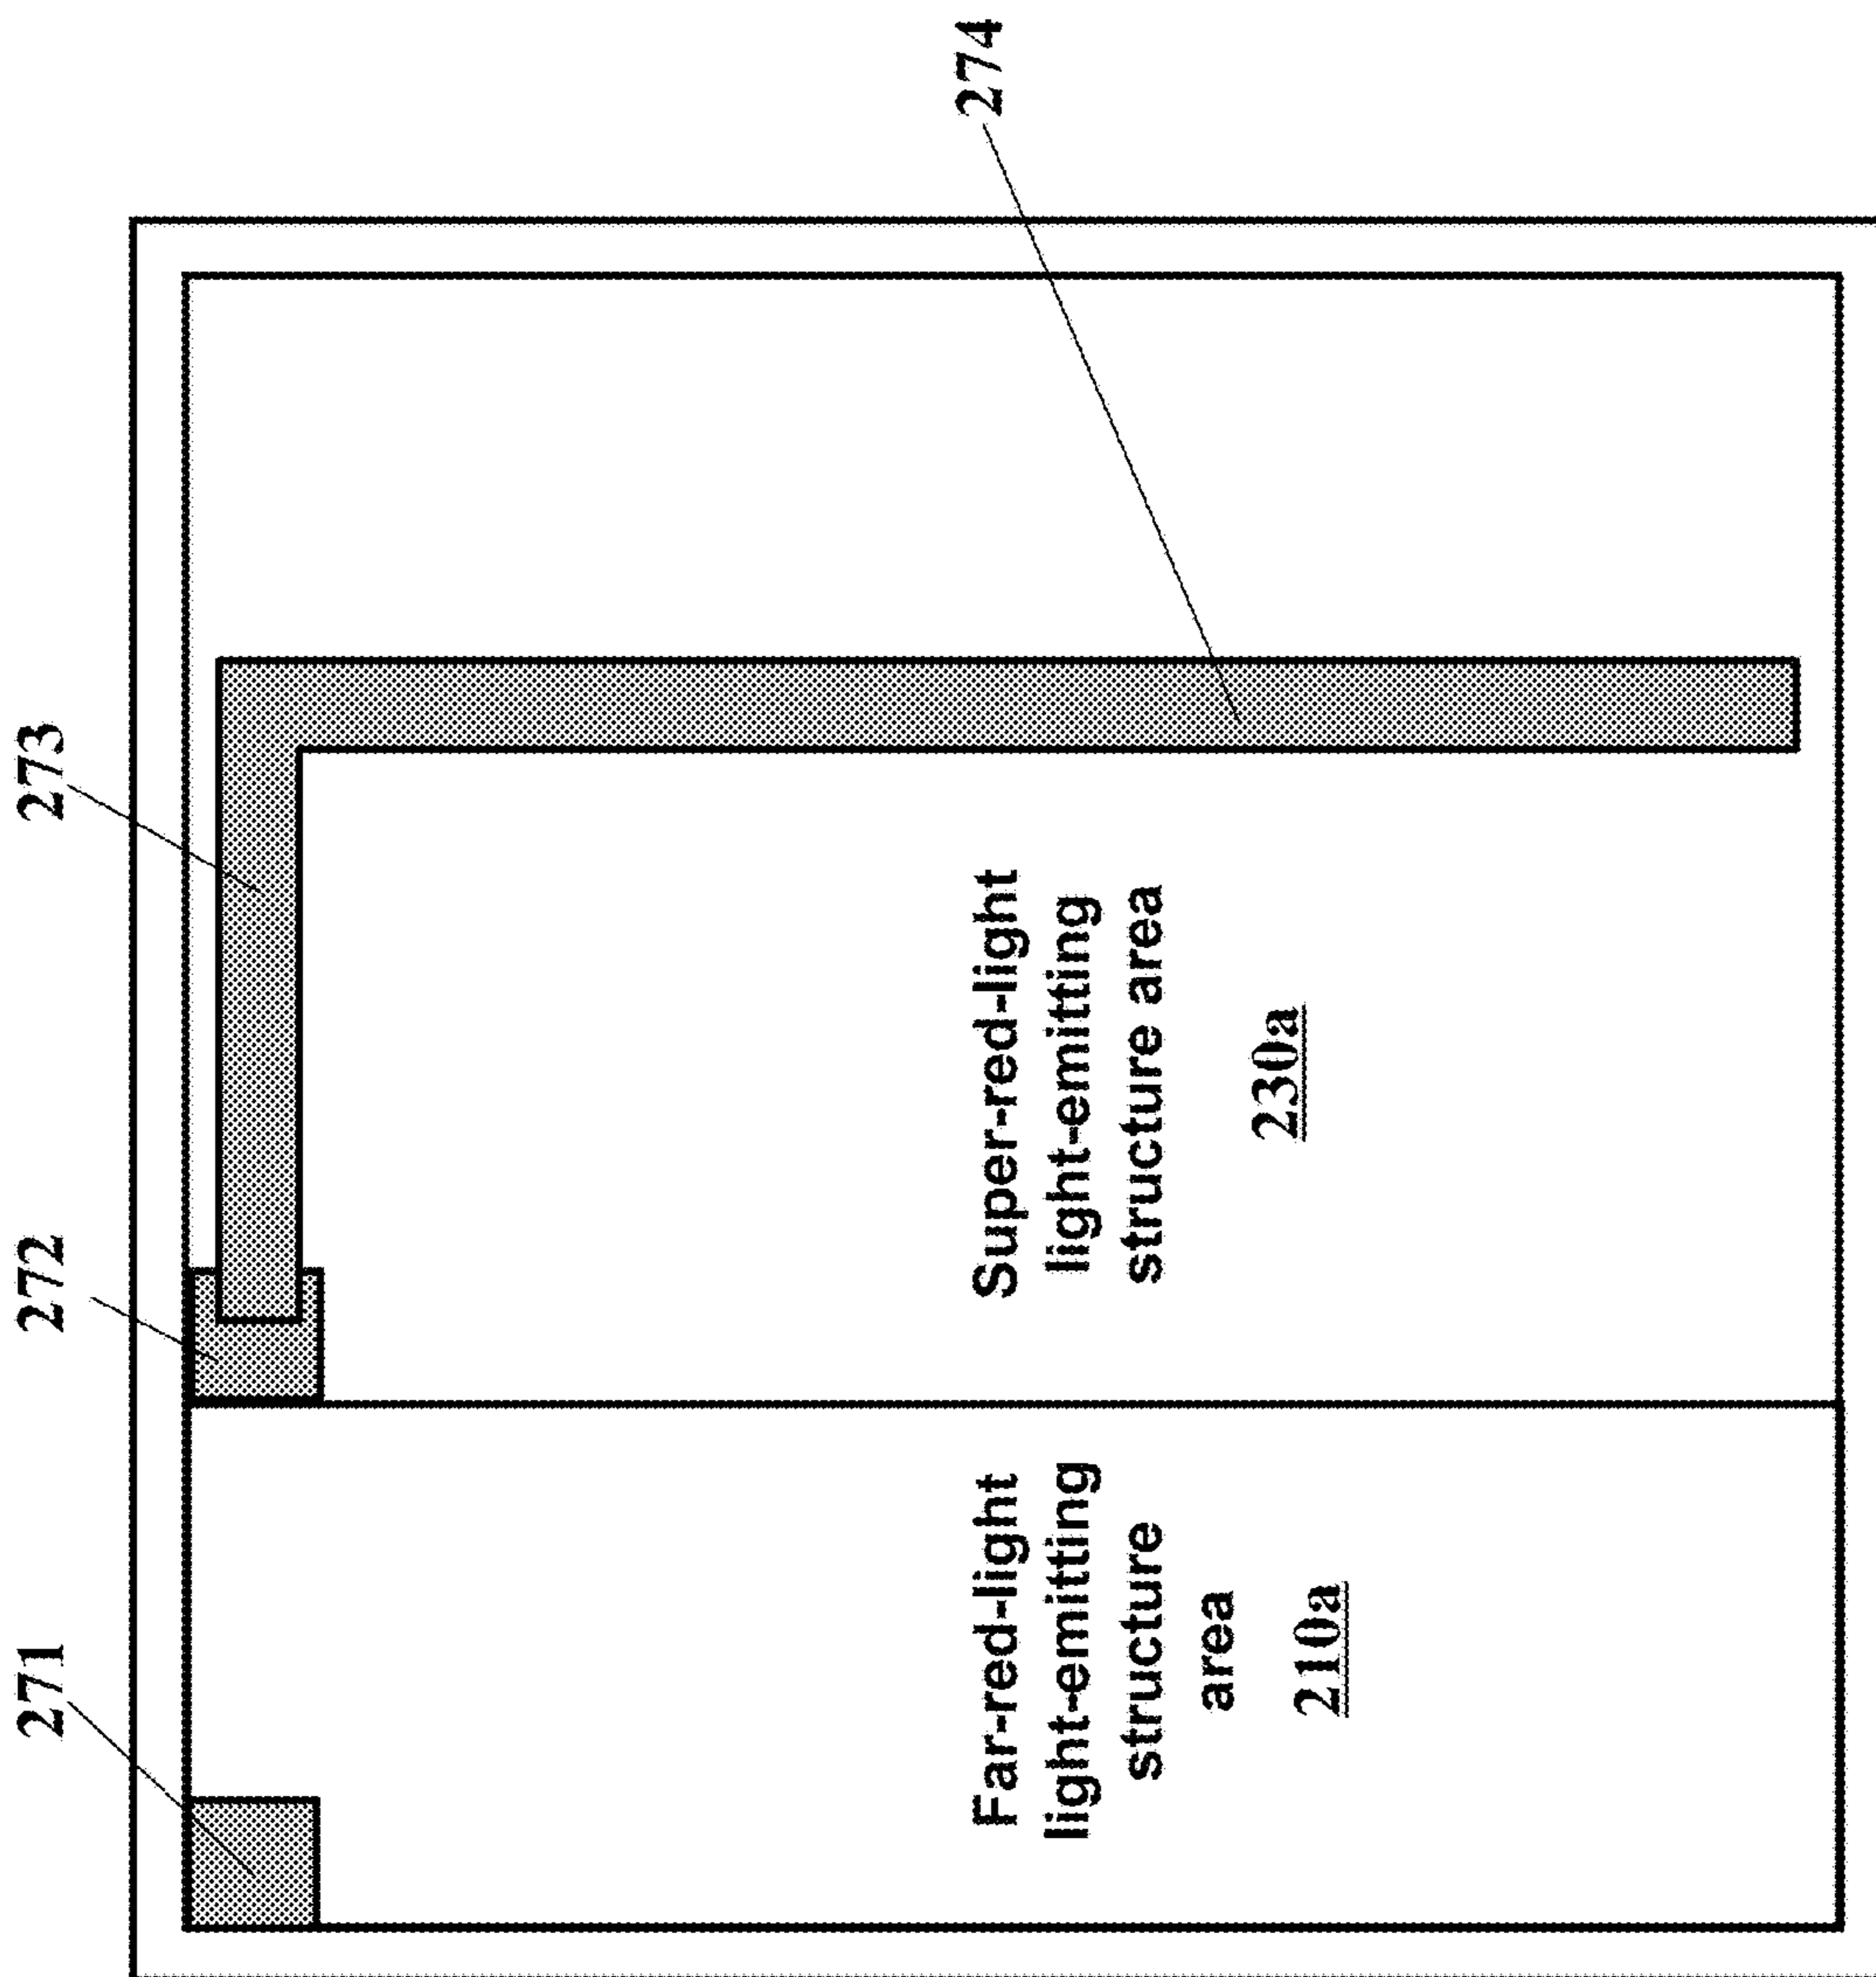 271
272
273
274
Far-red-light
light-emitting
structure
area
210a
Super-red-light
light-emitting
structure area
230a